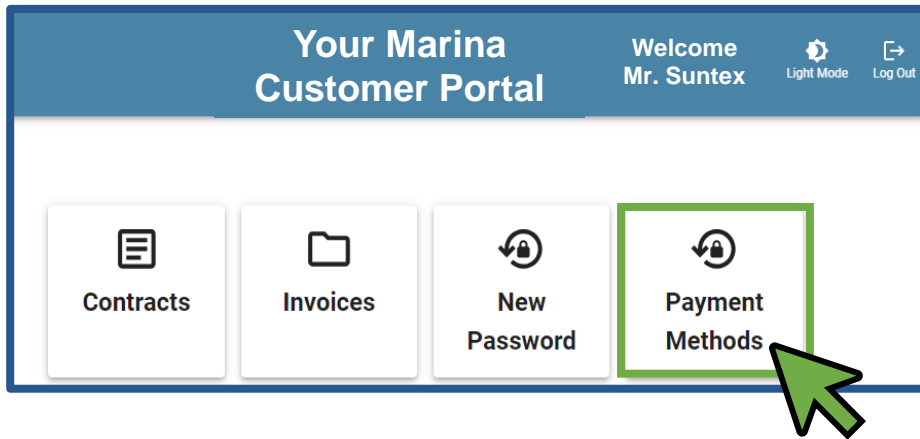 Your Marina
Customer Portal
Welcome
Mr. Suntex
Light Mode
Log Out
Contracts
Invoices
New
Password
Payment
Methods